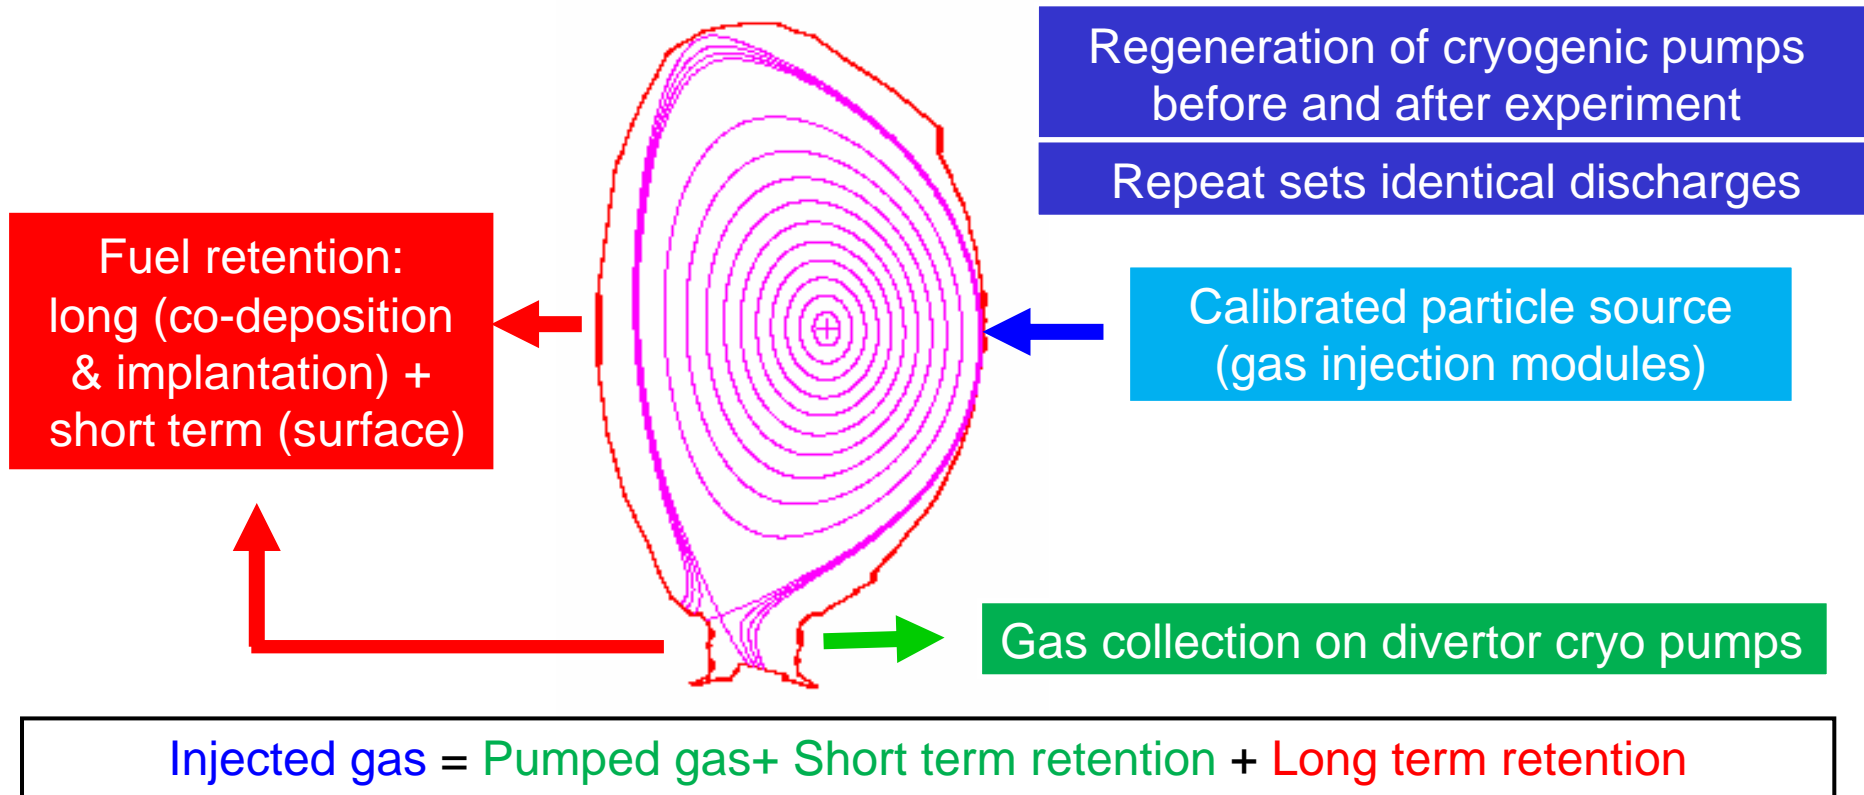 Regeneration of cryogenic pumps
before and after experiment
Repeat sets identical discharges
Fuel retention:
long (co-deposition
& implantation) +
short term (surface)
Calibrated particle source
(gas injection modules)
Gas collection on divertor cryo pumps
Injected gas = Pumped gas+ Short term retention + Long term retention